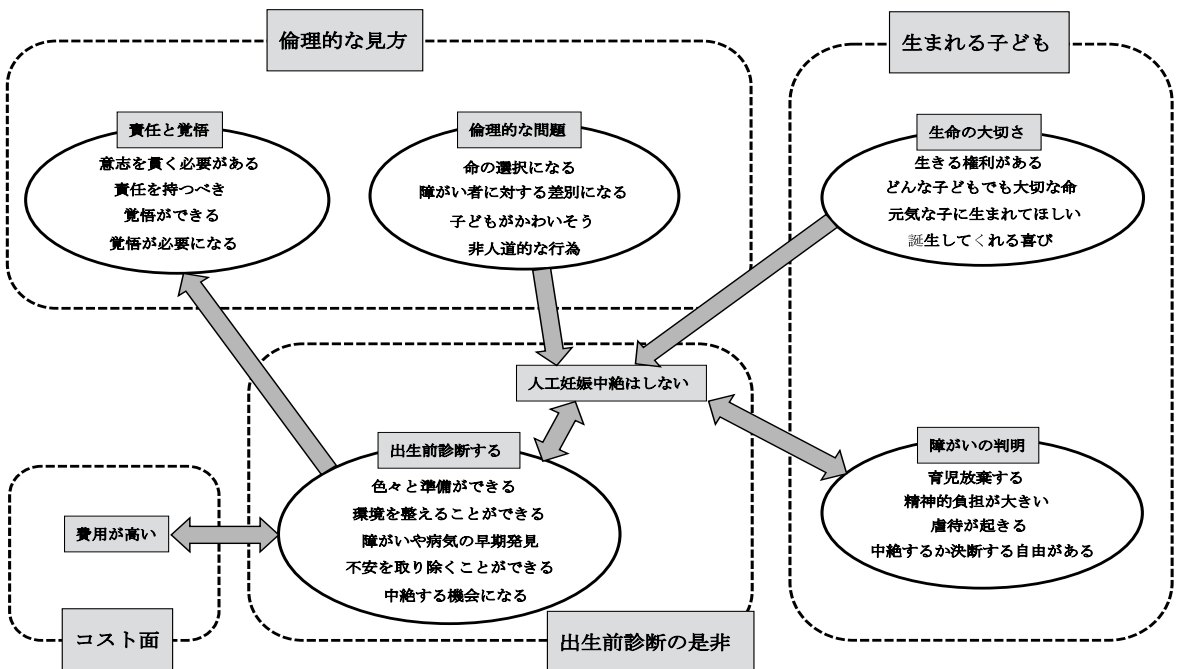 倫理的な見方
責任と覚悟
意志を貫く必要がある
責任を持つべき
覚悟ができる
覚悟が必要になる
倫理的な問題
命の選択になる
障がい者に対する差別になる
子どもがかわいそう
非人道的な行為
生まれる子ども
生命の大切さ
生きる権利がある
どんな子どもでも大切な命
元気な子に生まれてほしい
誕生してくれる喜び
人工妊娠中絶はしない
出生前診断する
色々と準備ができる
環境を整えることができる
障がいや病気の早期発見
不安を取り除くことができる
中絶する機会になる
出生前診断の是非
障がいの判明
育児放棄する
精神的負担が大きい
虐待が起きる
中絶するか決断する自由がある
費用が高い
コスト面